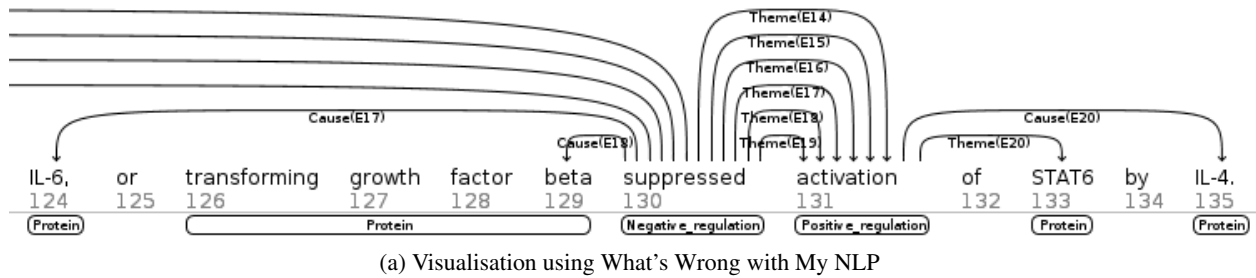 Theme(E14)
Theme(E15)
Theme(E16)
Theme(E17)
Cause(E17) Theme(E18) Cause(E20)
Cause(E18) Theme(E19) Theme(E20)
IL-6, or transforming growth factor beta suppressed activation of STAT6 by IL-4.
124 125 126 127 128 129 130 131 132 133 134 135
Protein Protein Negative_regulation Positive_regulation Protein Protein
(a) Visualisation using What's Wrong with My NLP